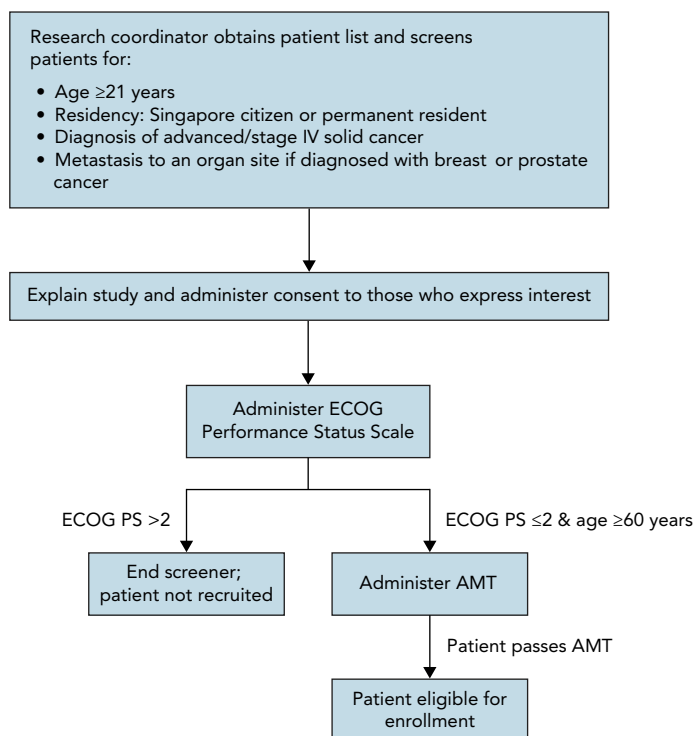 Research coordinator obtains patient list and screens
patients for:
• Age ≥21 years
• Residency: Singapore citizen or permanent resident
• Diagnosis of advanced/stage IV solid cancer
• Metastasis to an organ site if diagnosed with breast or prostate
cancer
Explain study and administer consent to those who express interest
Administer ECOG
Performance Status Scale
ECOG PS >2
ECOG PS ≤2 & age ≥60 years
End screener;
patient not recruited
Administer AMT
Patient passes AMT
Patient eligible for
enrollment